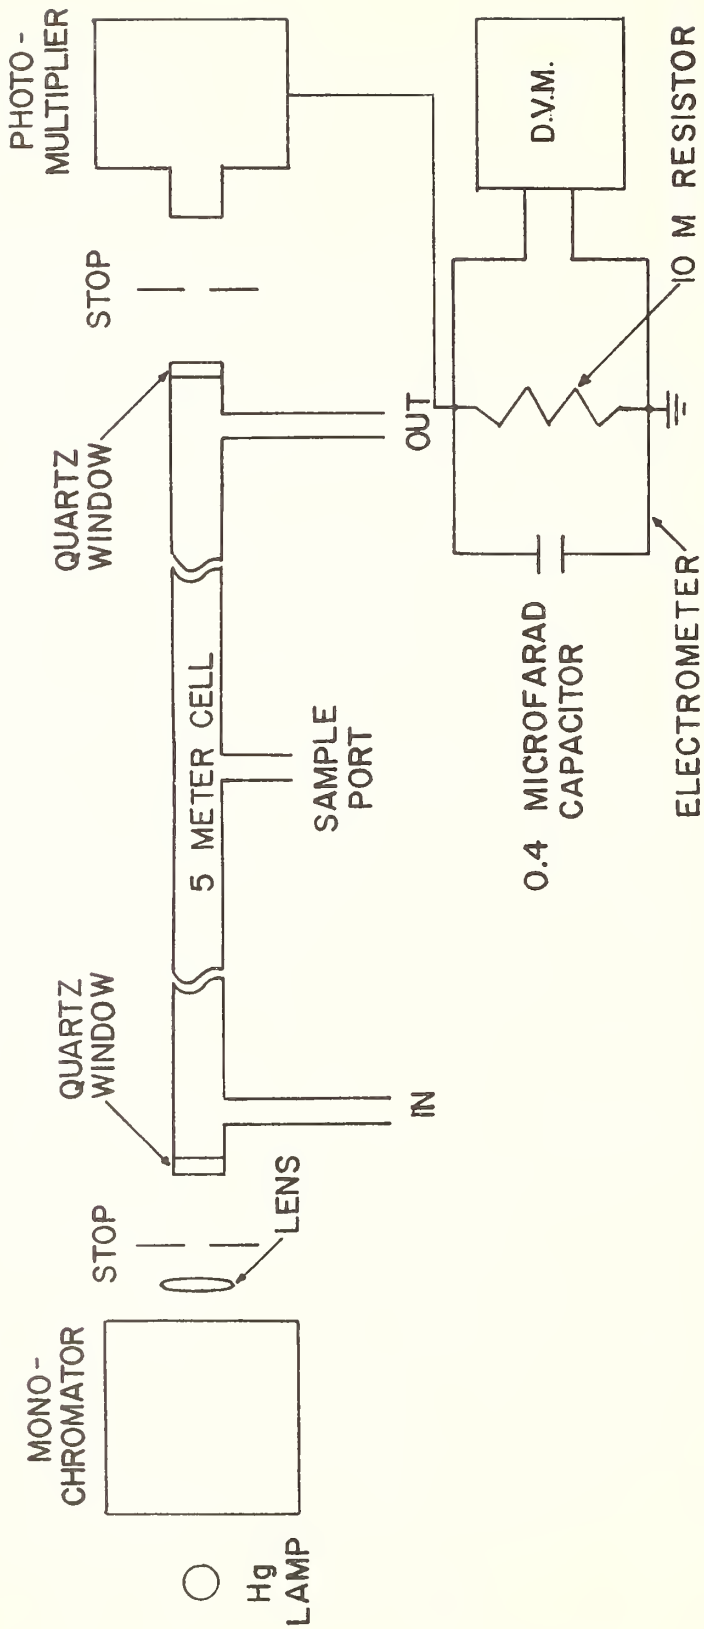 Hg
LAMP
MONO-
CHROMATOR
STOP
LENS
QUARTZ
WINDOW
IN
5 METER CELL
SAMPLE
PORT
QUARTZ
WINDOW
OUT
STOP
PHOTO-
MULTIPLIER
0.4 MICROFARAD
CAPACITOR
ELECTROMETER
D.V.M.
10 M RESISTOR